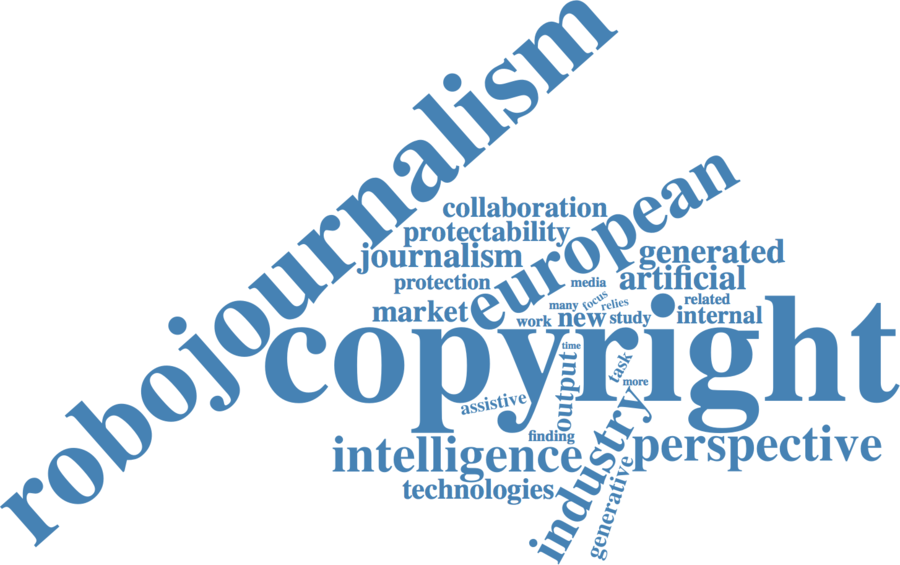 robojournalism
collaboration
protectability
european
journalism
generated
artificial
protection
media
focus
related
many
relies
market
new
study
internal
work
copyright
time
output
task
more
assistive
finding
industry
perspective
intelligence
generative
technologies